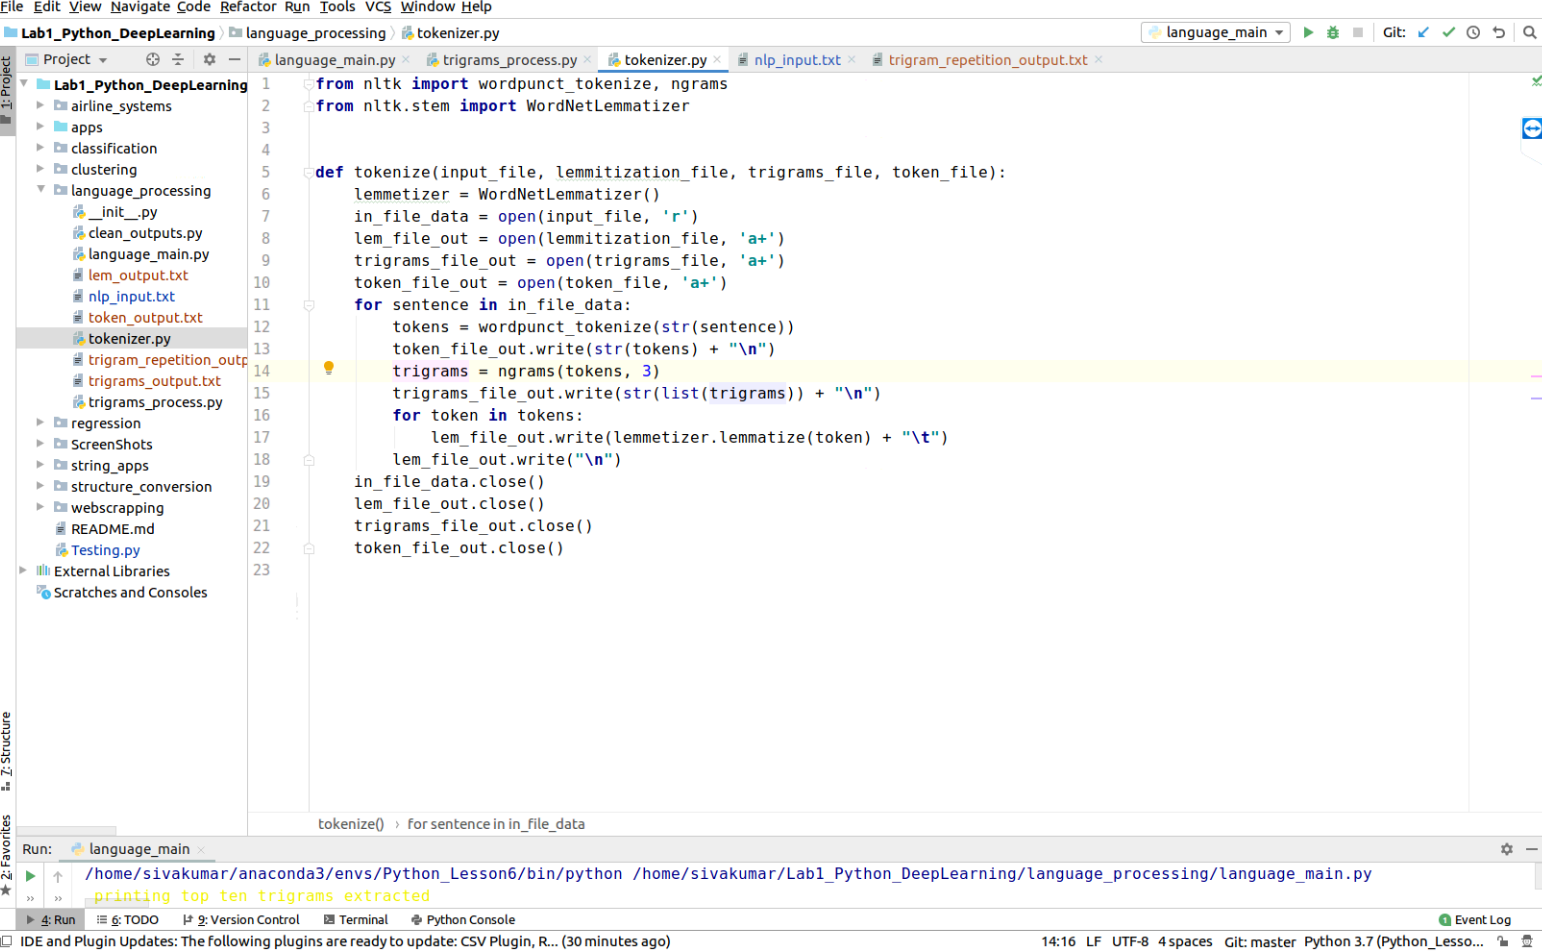 File Edit View Navigate Code Refactor Run Tools VCS Window Help
Lab1_Python_DeepLearning language_processing tokenizer.py language_main Git:
Project language_main.py trigrams_process.py tokenizer.py nlp_input.txt trigram_repetition_output.txt
1: Project
Lab1_Python_DeepLearning
airline_systems
apps
classification
clustering
language_processing
__init__.py
clean_outputs.py
language_main.py
lem_output.txt
nlp_input.txt
token_output.txt
tokenizer.py
trigram_repetition_outp
trigrams_output.txt
trigrams_process.py
regression
ScreenShots
string_apps
structure_conversion
webscrapping
README.md
Testing.py
External Libraries
Scratches and Consoles
7: Structure
2: Favorites
1 from nltk import wordpunct_tokenize, ngrams
2 from nltk.stem import WordNetLemmatizer
3
4
5 def tokenize(input_file, lemmitization_file, trigrams_file, token_file):
6     lemmetizer = WordNetLemmatizer()
7     in_file_data = open(input_file, 'r')
8     lem_file_out = open(lemmitization_file, 'a+')
9     trigrams_file_out = open(trigrams_file, 'a+')
10     token_file_out = open(token_file, 'a+')
11     for sentence in in_file_data:
12         tokens = wordpunct_tokenize(str(sentence))
13         token_file_out.write(str(tokens) + "\n")
14         trigrams = ngrams(tokens, 3)
15         trigrams_file_out.write(str(list(trigrams)) + "\n")
16         for token in tokens:
17             lem_file_out.write(lemmetizer.lemmatize(token) + "\t")
18         lem_file_out.write("\n")
19     in_file_data.close()
20     lem_file_out.close()
21     trigrams_file_out.close()
22     token_file_out.close()
23
tokenize() › for sentence in in_file_data
Run: language_main
/home/sivakumar/anaconda3/envs/Python_Lesson6/bin/python /home/sivakumar/Lab1_Python_DeepLearning/language_processing/language_main.py
printing top ten trigrams extracted
4: Run 6: TODO 9: Version Control Terminal Python Console 1 Event Log
IDE and Plugin Updates: The following plugins are ready to update: CSV Plugin, R... (30 minutes ago) 14:16 LF UTF-8 4 spaces Git: master Python 3.7 (Python_Lesso...